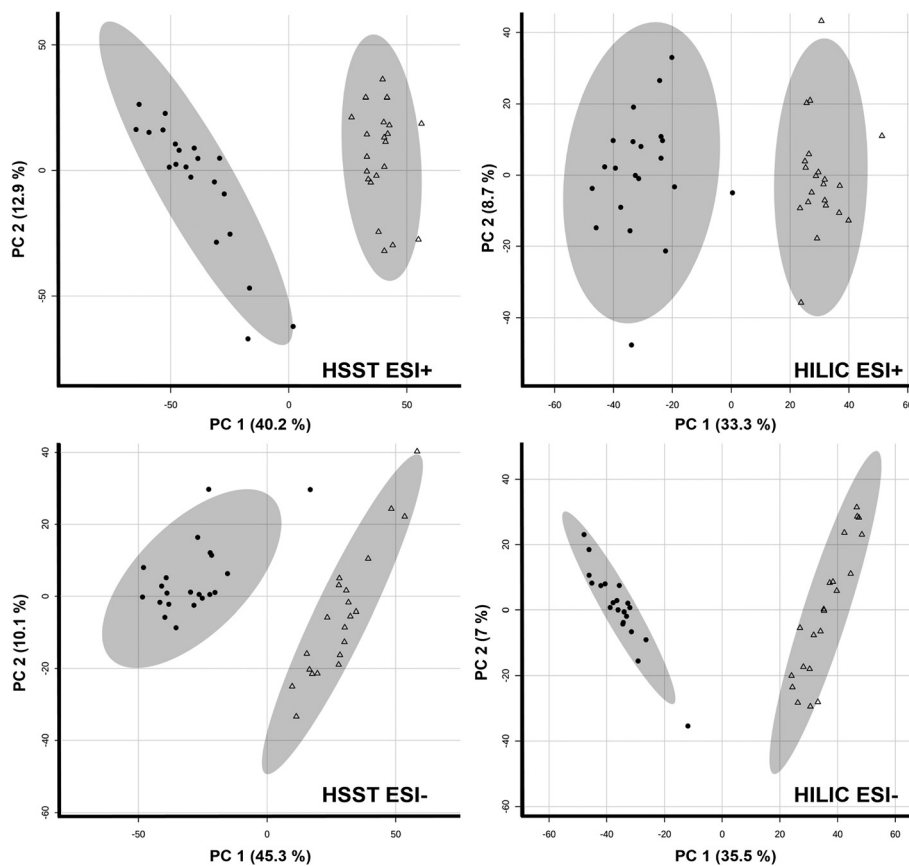 50
0
-50
PC 2 (12.9 %)
HSST ESI+
-50 0 50
PC 1 (40.2 %)
40
20
0
-20
-40
PC 2 (8.7 %)
HILIC ESI+
-60 -40 -20 0 20 40 60
PC 1 (33.3 %)
40
20
0
-20
-40
-60
PC 2 (10.1 %)
HSST ESI-
-50 0 50
PC 1 (45.3 %)
40
20
0
-20
-40
-60
PC 2 (7 %)
HILIC ESI-
-60 -40 -20 0 20 40 60
PC 1 (35.5 %)